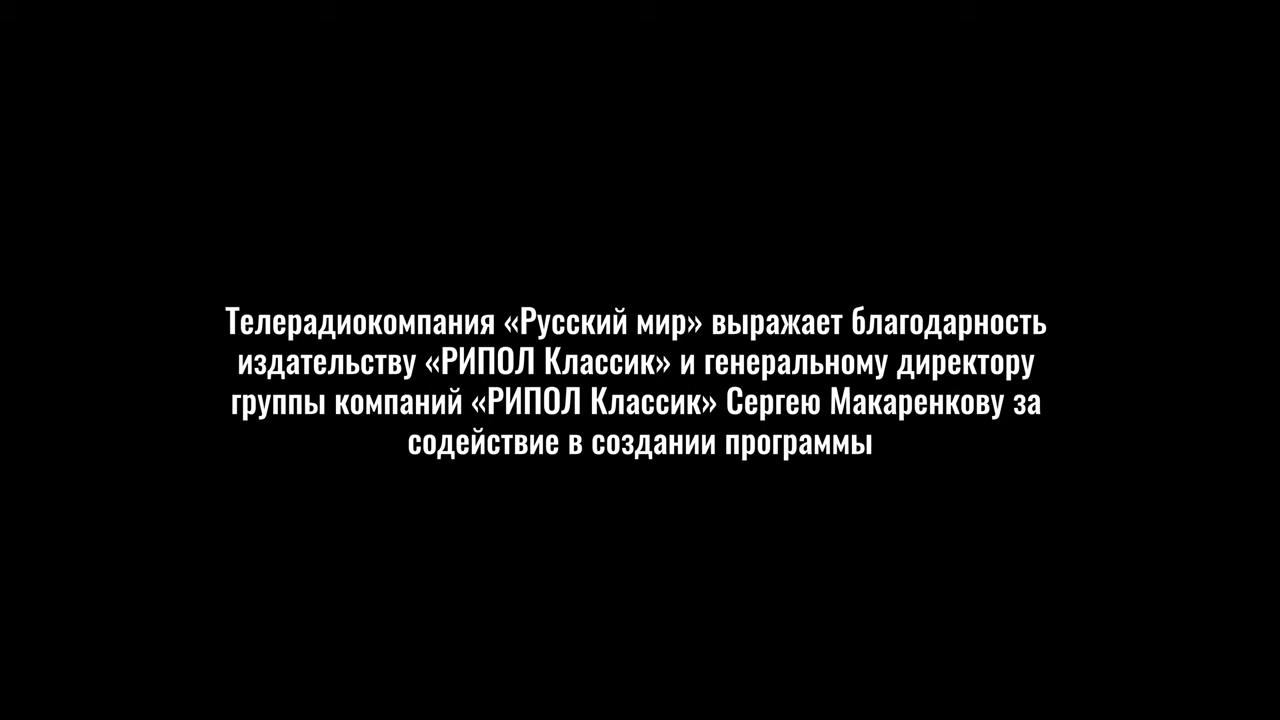 Телерадиокомпания «Русский мир» выражает благодарность
издательству «РИПОЛ Классик» и генеральному директору
группы компаний «РИПОЛ Классик» Сергею Макаренкову за
содействие в создании программы